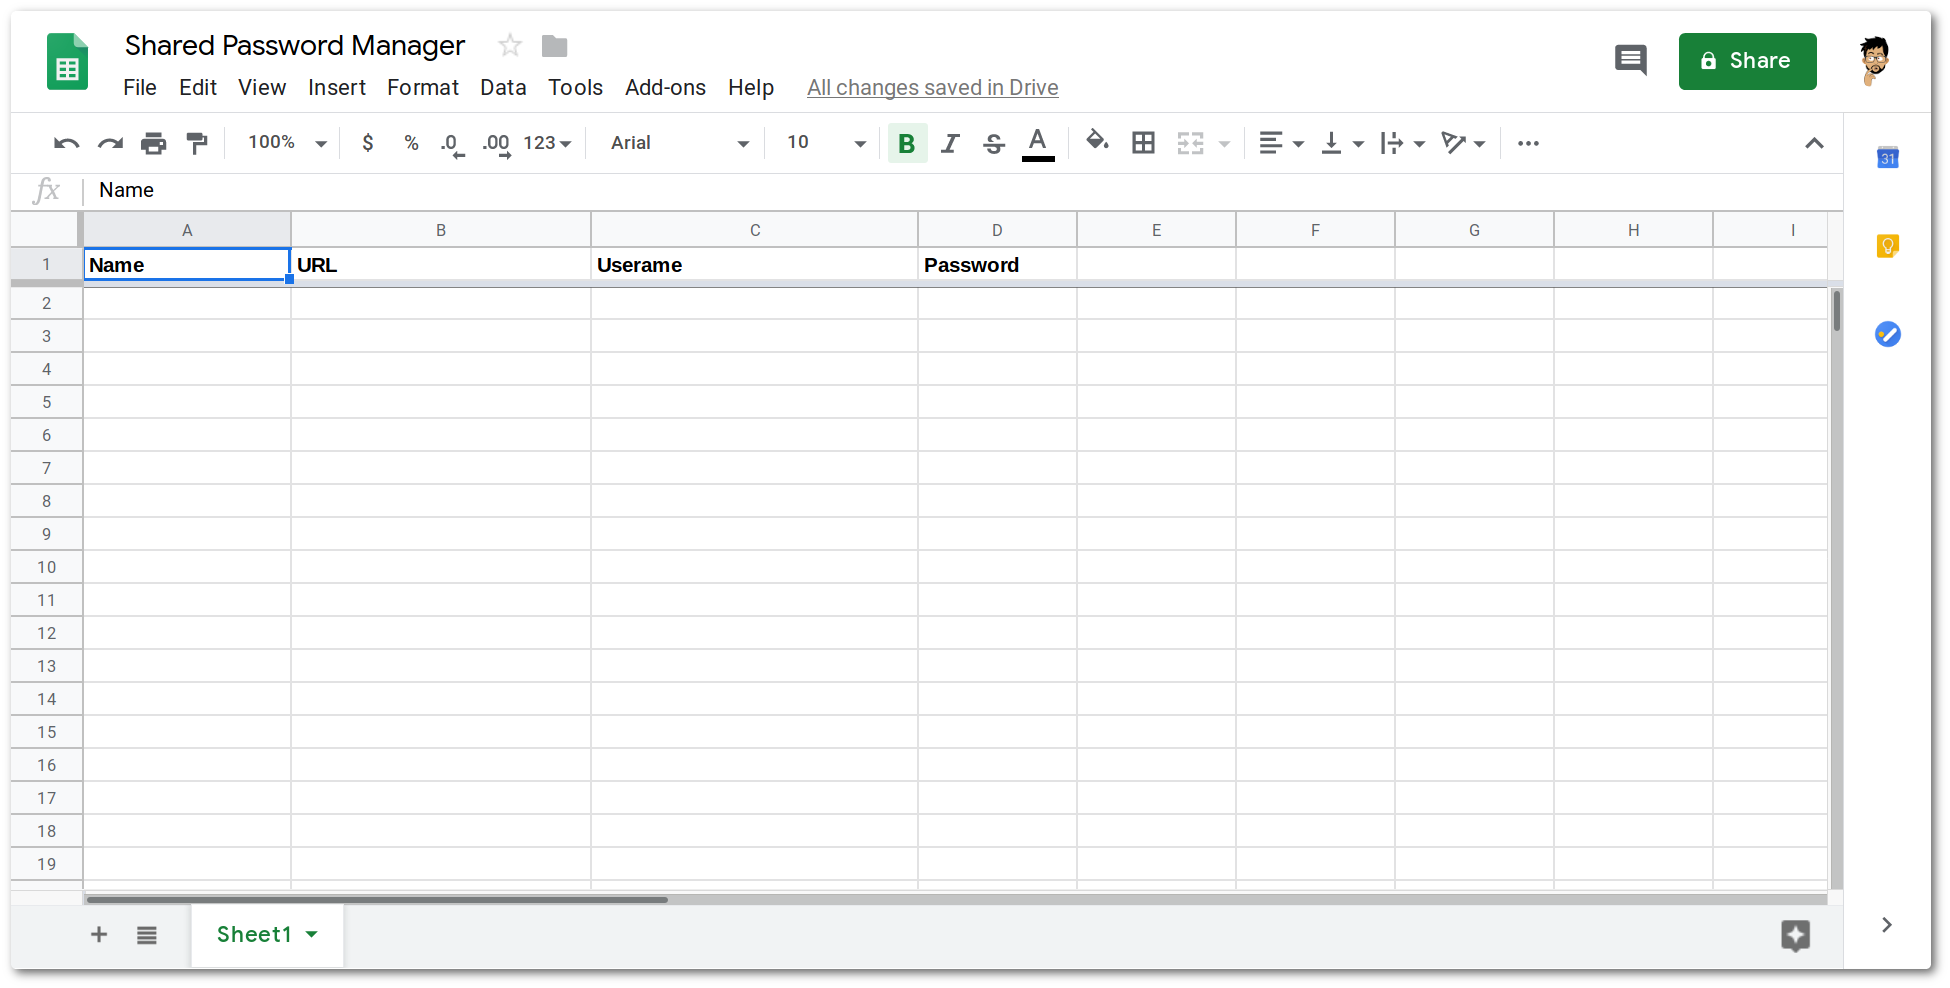 Shared Password Manager
File Edit View Insert Format Data Tools Add-ons Help All changes saved in Drive
Share
100% $ % .0 .00 123 Arial 10 B I S A
31
fx Name
A B C D E F G H I
1 Name URL Userame Password
2
3
4
5
6
7
8
9
10
11
12
13
14
15
16
17
18
19
Sheet1